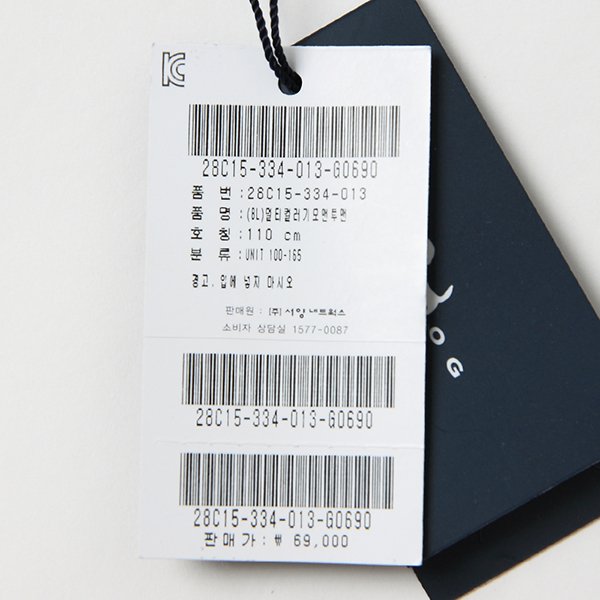 28C15-334-013-G0690
품 번 : 28C15-334-013
품 명 : (BL)멀티컬러기모맨투맨
호 칭 : 110 cm
분 류 : UNIT 100-165
경고. 입에 넣지 마시오
판매원 : (주) 서양네트웍스
소비자 상담실 1577-0087
28C15-334-013-G0690
28C15-334-013-G0690
판매가 : ₩ 69,000
OG